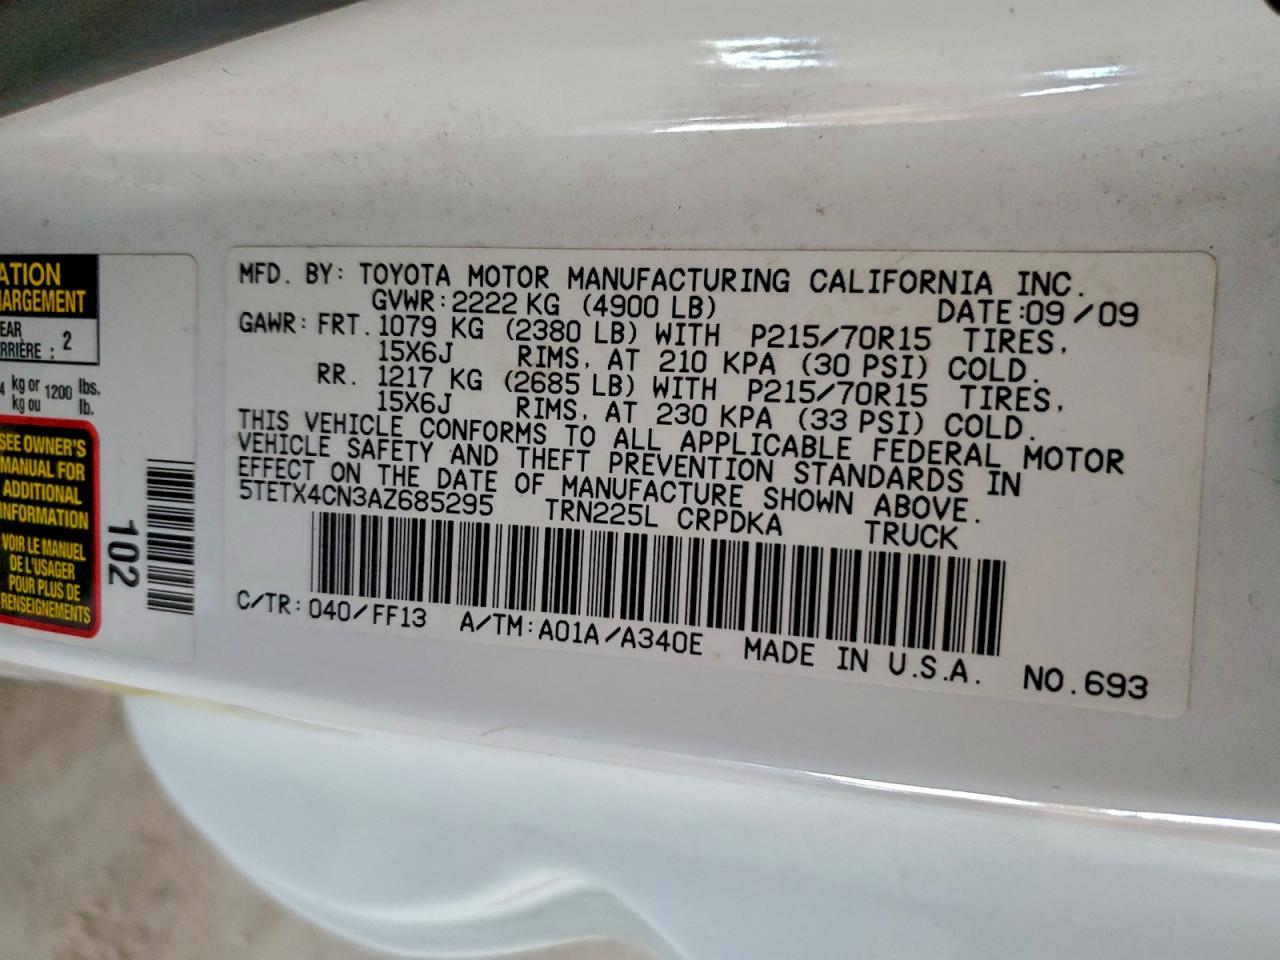 ATION
HARGEMENT
EAR
RRIÈRE : 2
4 kg or 1200 lbs.
kg ou lb.
SEE OWNER'S
MANUAL FOR
ADDITIONAL
INFORMATION
VOIR LE MANUEL
DE L'USAGER
POUR PLUS DE
RENSEIGNEMENTS
102
MFD. BY: TOYOTA MOTOR MANUFACTURING CALIFORNIA INC.
GVWR:2222 KG (4900 LB) DATE:09/09
GAWR: FRT. 1079 KG (2380 LB) WITH P215/70R15 TIRES,
15X6J RIMS, AT 210 KPA (30 PSI) COLD.
RR. 1217 KG (2685 LB) WITH P215/70R15 TIRES,
15X6J RIMS, AT 230 KPA (33 PSI) COLD.
THIS VEHICLE CONFORMS TO ALL APPLICABLE FEDERAL MOTOR
VEHICLE SAFETY AND THEFT PREVENTION STANDARDS IN
EFFECT ON THE DATE OF MANUFACTURE SHOWN ABOVE.
5TETX4CN3AZ685295 TRN225L CRPDKA TRUCK
C/TR: 040/FF13 A/TM:A01A/A340E MADE IN U.S.A. NO.693